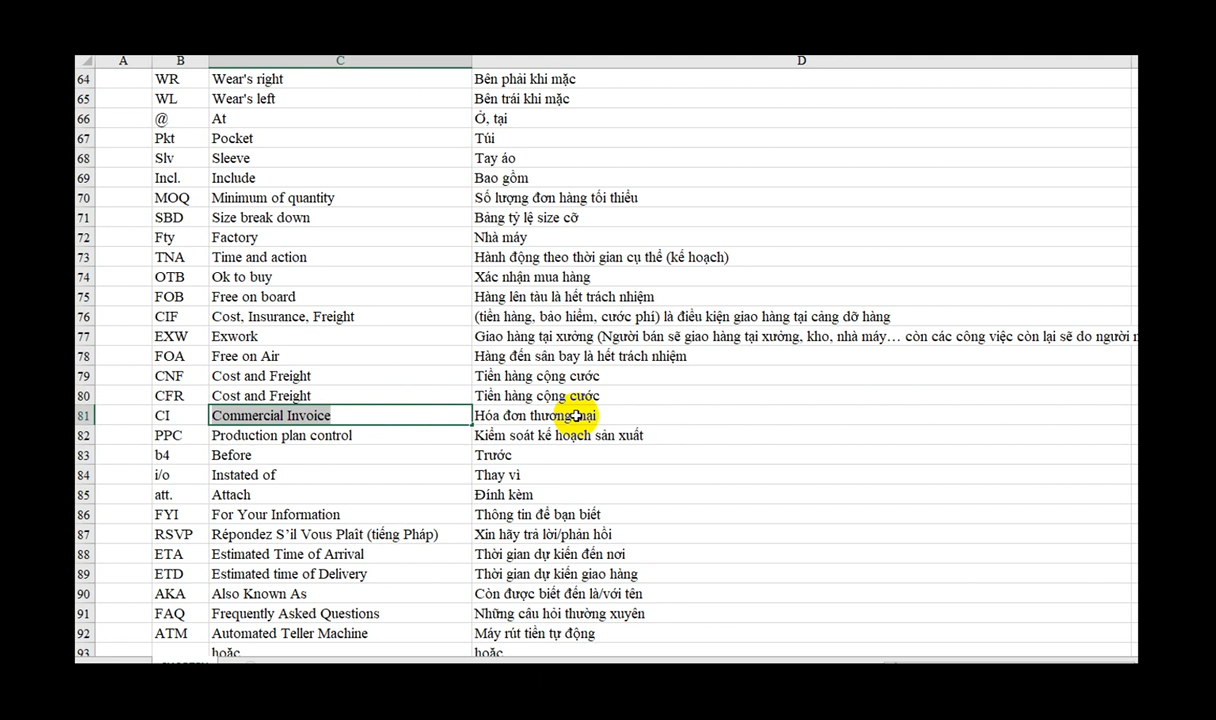 A B C D
64 WR Wear's right Bên phải khi mặc
65 WL Wear's left Bên trái khi mặc
66 @ At Ở, tại
67 Pkt Pocket Túi
68 Slv Sleeve Tay áo
69 Incl. Include Bao gồm
70 MOQ Minimum of quantity Số lượng đơn hàng tối thiểu
71 SBD Size break down Bảng tỷ lệ size cỡ
72 Fty Factory Nhà máy
73 TNA Time and action Hành động theo thời gian cụ thể (kế hoạch)
74 OTB Ok to buy Xác nhận mua hàng
75 FOB Free on board Hàng lên tàu là hết trách nhiệm
76 CIF Cost, Insurance, Freight (tiền hàng, bảo hiểm, cước phí) là điều kiện giao hàng tại cảng dỡ hàng
77 EXW Exwork Giao hàng tại xưởng (Người bán sẽ giao hàng tại xưởng, kho, nhà máy… còn các công việc còn lại sẽ do người
78 FOA Free on Air Hàng đến sân bay là hết trách nhiệm
79 CNF Cost and Freight Tiền hàng cộng cước
80 CFR Cost and Freight Tiền hàng cộng cước
81 CI Commercial Invoice Hóa đơn thương mại
82 PPC Production plan control Kiểm soát kế hoạch sản xuất
83 b4 Before Trước
84 i/o Instated of Thay vì
85 att. Attach Đính kèm
86 FYI For Your Information Thông tin để bạn biết
87 RSVP Répondez S’il Vous Plaît (tiếng Pháp) Xin hãy trả lời/phản hồi
88 ETA Estimated Time of Arrival Thời gian dự kiến đến nơi
89 ETD Estimated time of Delivery Thời gian dự kiến giao hàng
90 AKA Also Known As Còn được biết đến là/với tên
91 FAQ Frequently Asked Questions Những câu hỏi thường xuyên
92 ATM Automated Teller Machine Máy rút tiền tự động
93 hoặc hoặc